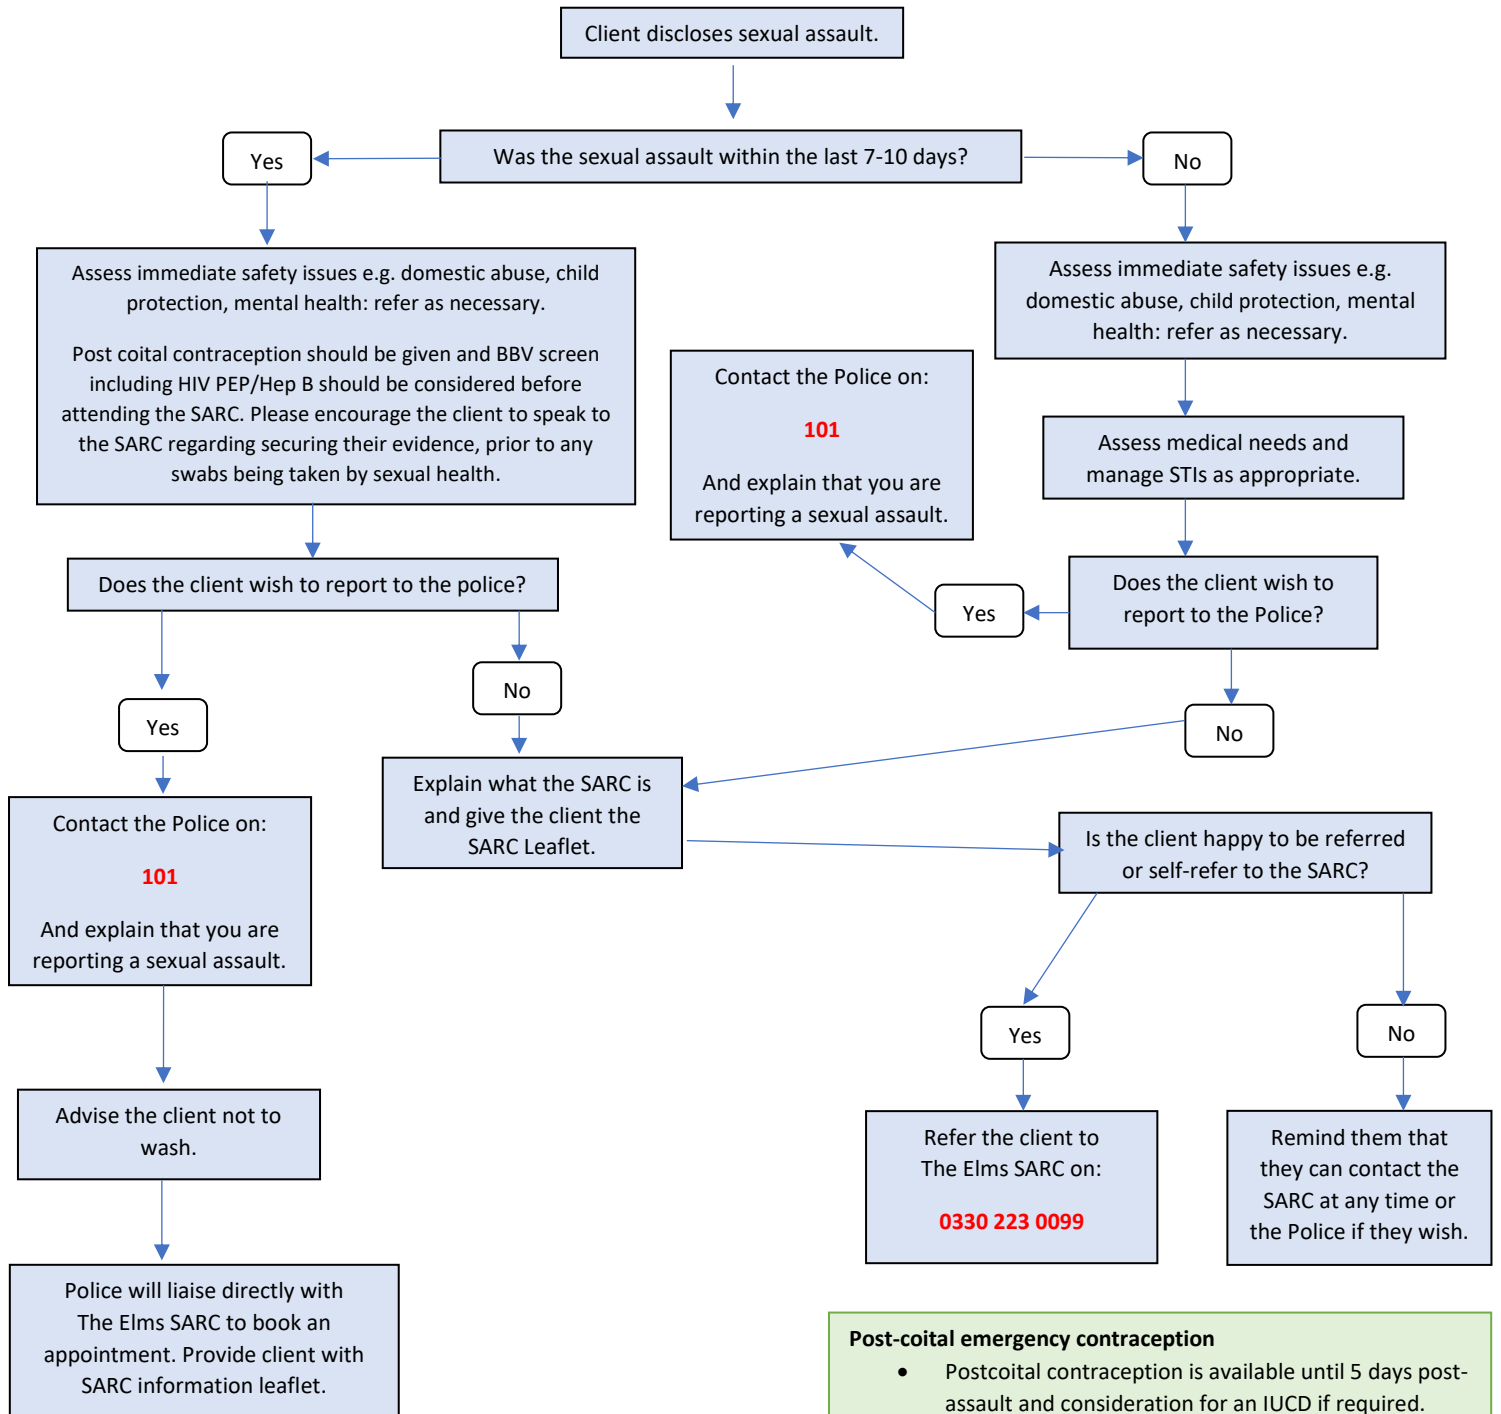 Client discloses sexual assault.
Was the sexual assault within the last 7-10 days?
Yes
No
Assess immediate safety issues e.g. domestic abuse, child
protection, mental health: refer as necessary.
Post coital contraception should be given and BBV screen
including HIV PEP/Hep B should be considered before
attending the SARC. Please encourage the client to speak to
the SARC regarding securing their evidence, prior to any
swabs being taken by sexual health.
Assess immediate safety issues e.g.
domestic abuse, child protection, mental
health: refer as necessary.
Assess medical needs and
manage STIs as appropriate.
Does the client wish to
report to the Police?
Yes
Contact the Police on:
101
And explain that you are
reporting a sexual assault.
No
Does the client wish to report to the police?
No
Yes
Explain what the SARC is
and give the client the
SARC Leaflet.
Contact the Police on:
101
And explain that you are
reporting a sexual assault.
Advise the client not to
wash.
Police will liaise directly with
The Elms SARC to book an
appointment. Provide client with
SARC information leaflet.
Is the client happy to be referred
or self-refer to the SARC?
Yes
No
Refer the client to
The Elms SARC on:
0330 223 0099
Remind them that
they can contact the
SARC at any time or
the Police if they wish.
Post-coital emergency contraception
• Postcoital contraception is available until 5 days post-
assault and consideration for an IUCD if required.